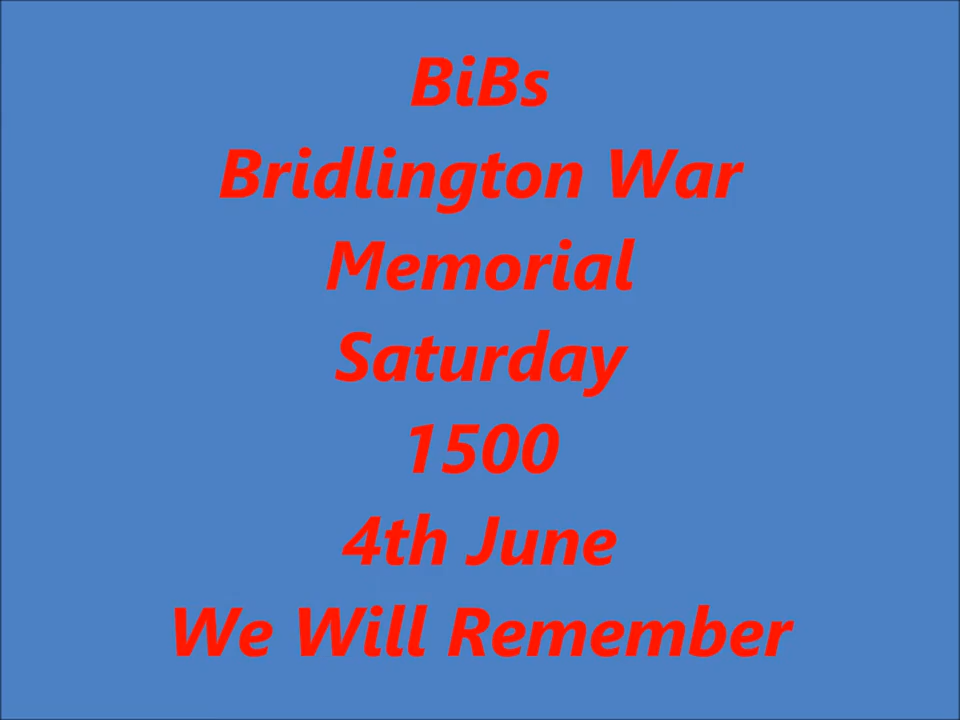 BiBs
Bridlington War
Memorial
Saturday
1500
4th June
We Will Remember